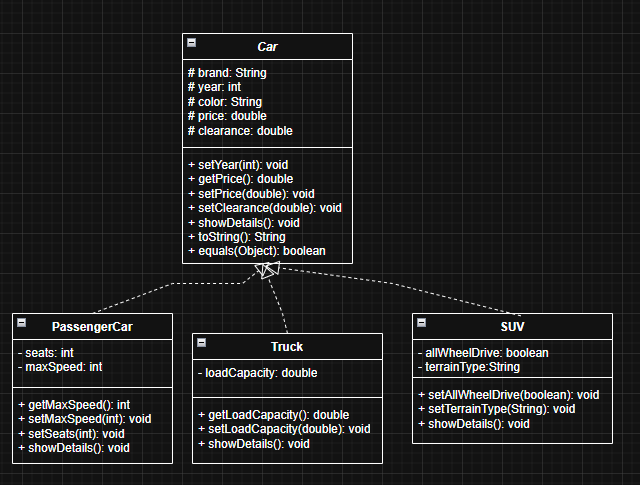 Car
# brand: String
# year: int
# color: String
# price: double
# clearance: double
+ setYear(int): void
+ getPrice(): double
+ setPrice(double): void
+ setClearance(double): void
+ showDetails(): void
+ toString(): String
+ equals(Object): boolean
PassengerCar
- seats: int
- maxSpeed: int
+ getMaxSpeed(): int
+ setMaxSpeed(int): void
+ setSeats(int): void
+ showDetails(): void
Truck
- loadCapacity: double
+ getLoadCapacity(): double
+ setLoadCapacity(double): void
+ showDetails(): void
SUV
- allWheelDrive: boolean
- terrainType:String
+ setAllWheelDrive(boolean): void
+ setTerrainType(String): void
+ showDetails(): void